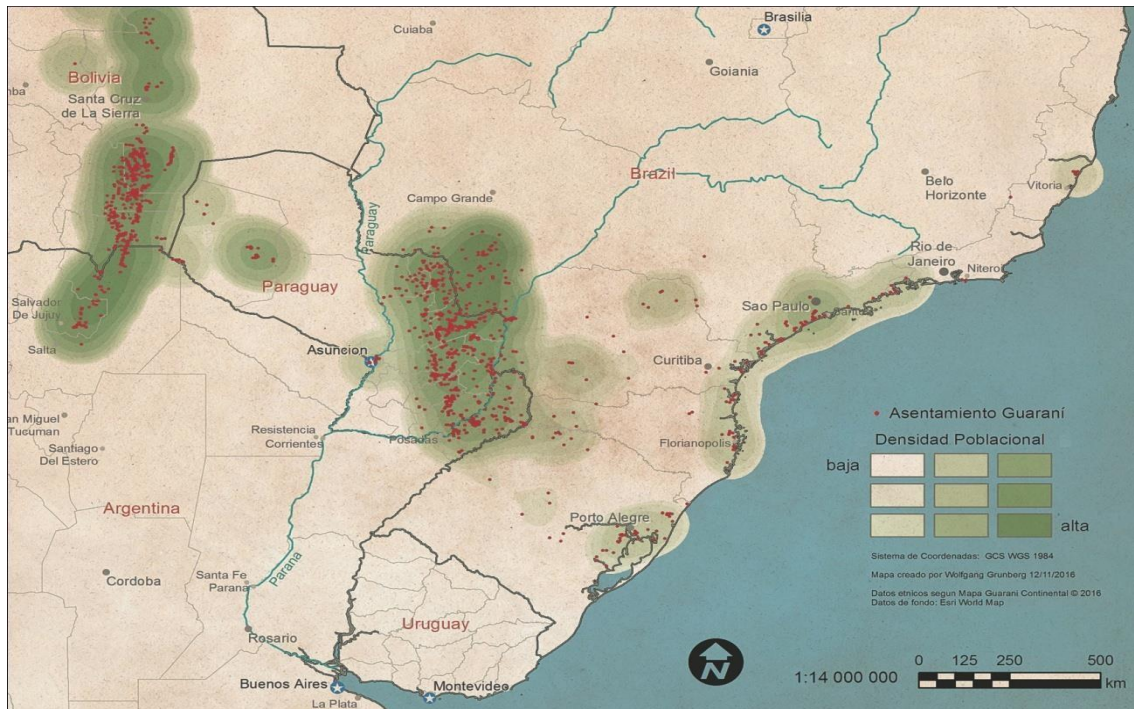 Cuiaba
Brasilia
Goiania
Bolivia
mba
Santa Cruz
de La Sierra
Brazil
Belo
Horizonte
Vitoria
Campo Grande
Paraguay
Rio de
Janeiro
Niteroi
Paraguay
Sao Paulo
Salvador
De Jujuy
Salta
Asuncion
Curitiba
an Miguel
Tucuman
Santiago
Del Estero
Resistencia
Corrientes
Posadas
Florianopolis
Argentina
Porto Alegre
Cordoba
Santa Fe
Parana
Parana
Uruguay
Rosario
Buenos Aires
La Plata
Montevideo
Asentamiento Guaraní
Densidad Poblacional
baja
alta
Sistema de Coordenadas: GCS WGS 1984
Mapa creado por Wolfgang Grunberg 12/11/2016
Datos etnicos segun Mapa Guarani Continental © 2016
Datos de fondo: Esri World Map
N
1:14 000 000
0 125 250 500
km